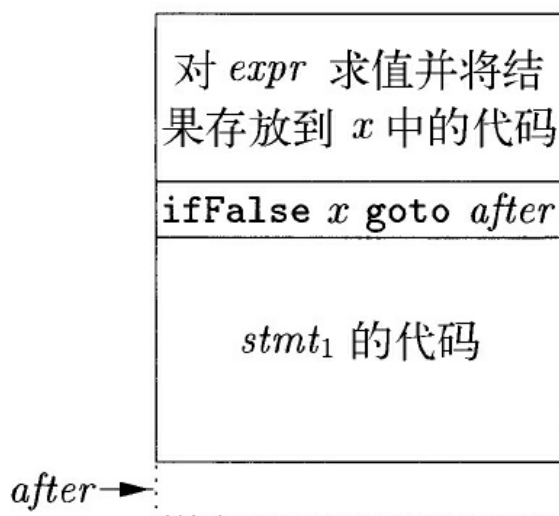 对 expr 求值并将结
果存放到 x 中的代码
ifFalse x goto after
stmt₁ 的代码
after